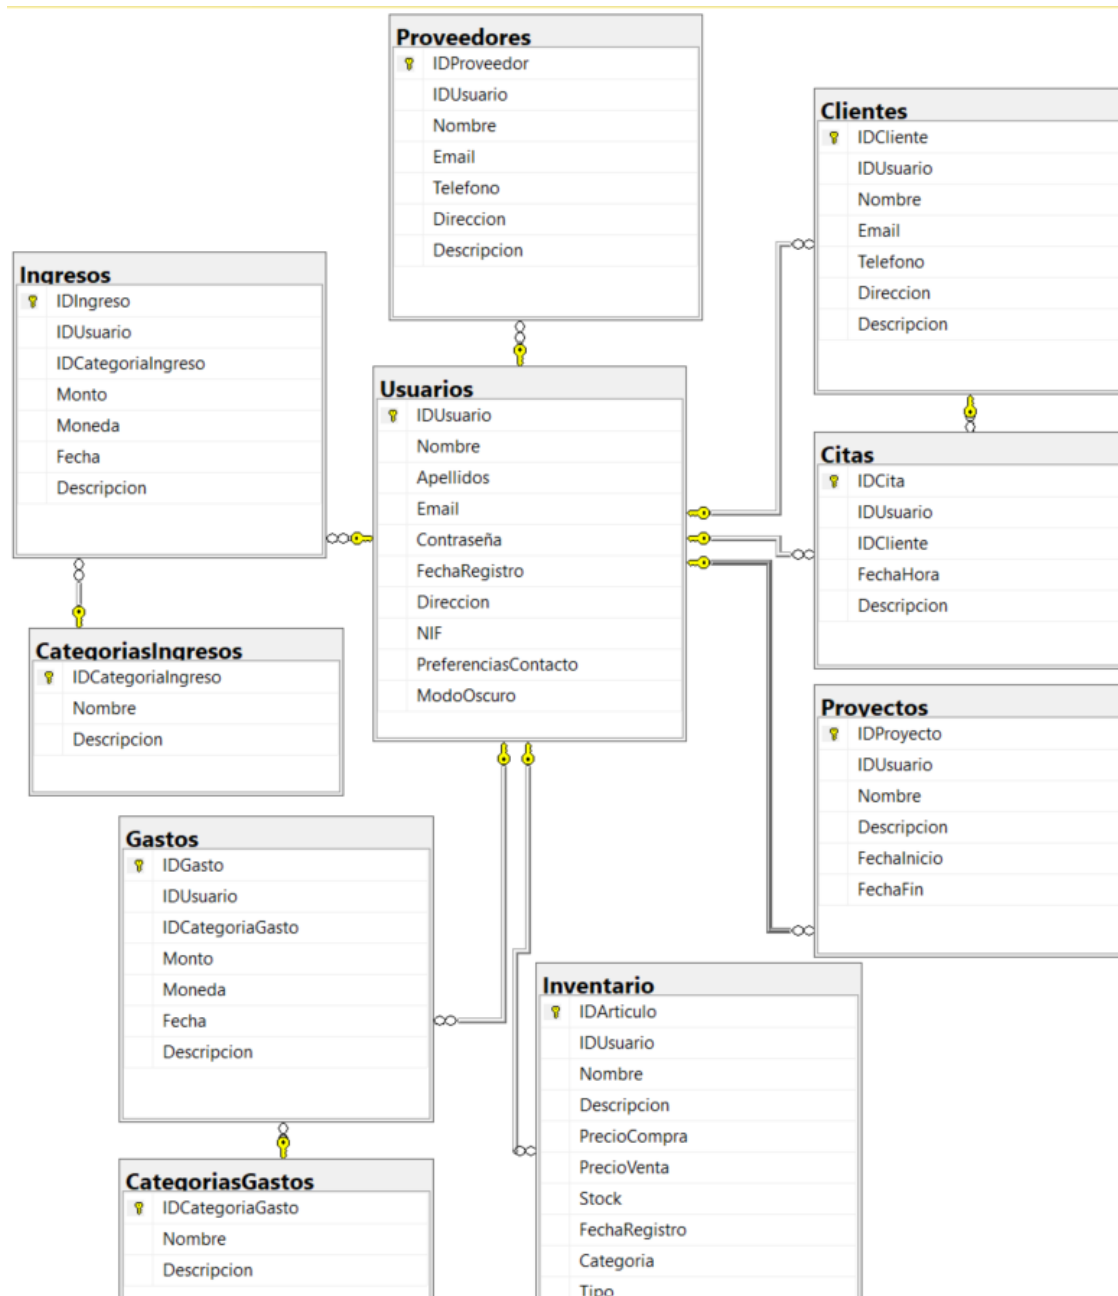 Proveedores
IDProveedor
IDUsuario
Nombre
Email
Telefono
Direccion
Descripcion
Clientes
IDCliente
IDUsuario
Nombre
Email
Telefono
Direccion
Descripcion
Ingresos
IDIngreso
IDUsuario
IDCategoriaIngreso
Monto
Moneda
Fecha
Descripcion
Usuarios
IDUsuario
Nombre
Apellidos
Email
Contraseña
FechaRegistro
Direccion
NIF
PreferenciasContacto
ModoOscuro
Citas
IDCita
IDUsuario
IDCliente
FechaHora
Descripcion
CategoriasIngresos
IDCategoriaIngreso
Nombre
Descripcion
Proyectos
IDProyecto
IDUsuario
Nombre
Descripcion
FechaInicio
FechaFin
Gastos
IDGasto
IDUsuario
IDCategoriaGasto
Monto
Moneda
Fecha
Descripcion
Inventario
IDArticulo
IDUsuario
Nombre
Descripcion
PrecioCompra
PrecioVenta
Stock
FechaRegistro
Categoria
Tipo
CategoriasGastos
IDCategoriaGasto
Nombre
Descripcion